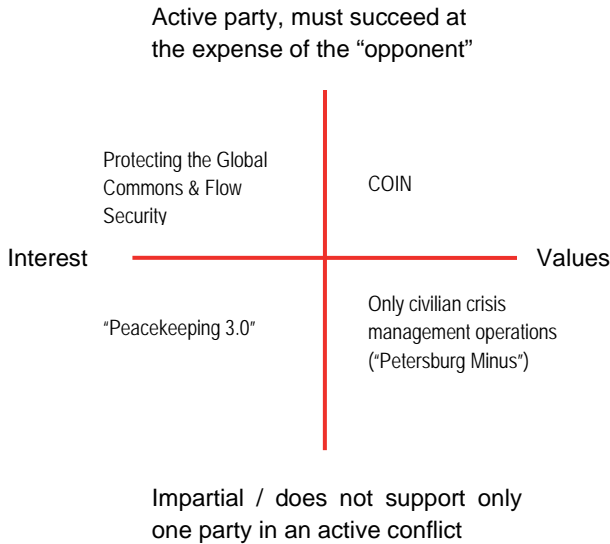 Active party, must succeed at
the expense of the “opponent”
Protecting the Global
Commons & Flow
Security
COIN
Interest
Values
“Peacekeeping 3.0”
Only civilian crisis
management operations
(“Petersburg Minus”)
Impartial / does not support only
one party in an active conflict